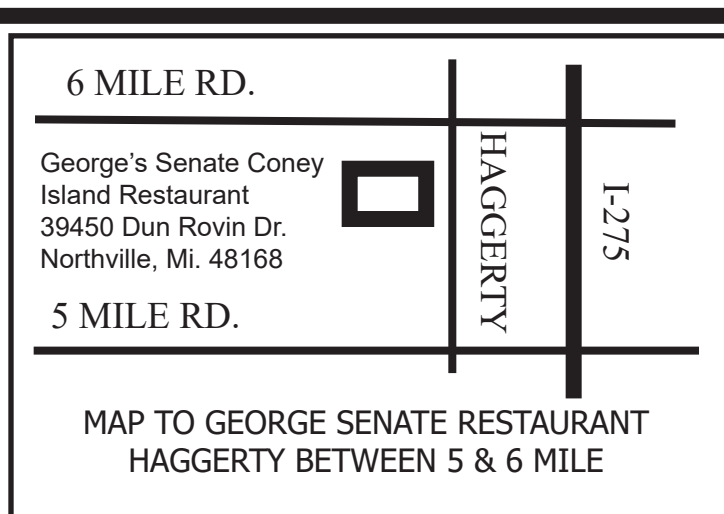 6 MILE RD.
George's Senate Coney
Island Restaurant
39450 Dun Rovin Dr.
Northville, Mi. 48168
HAGGERTY
I-275
5 MILE RD.
MAP TO GEORGE SENATE RESTAURANT
HAGGERTY BETWEEN 5 & 6 MILE